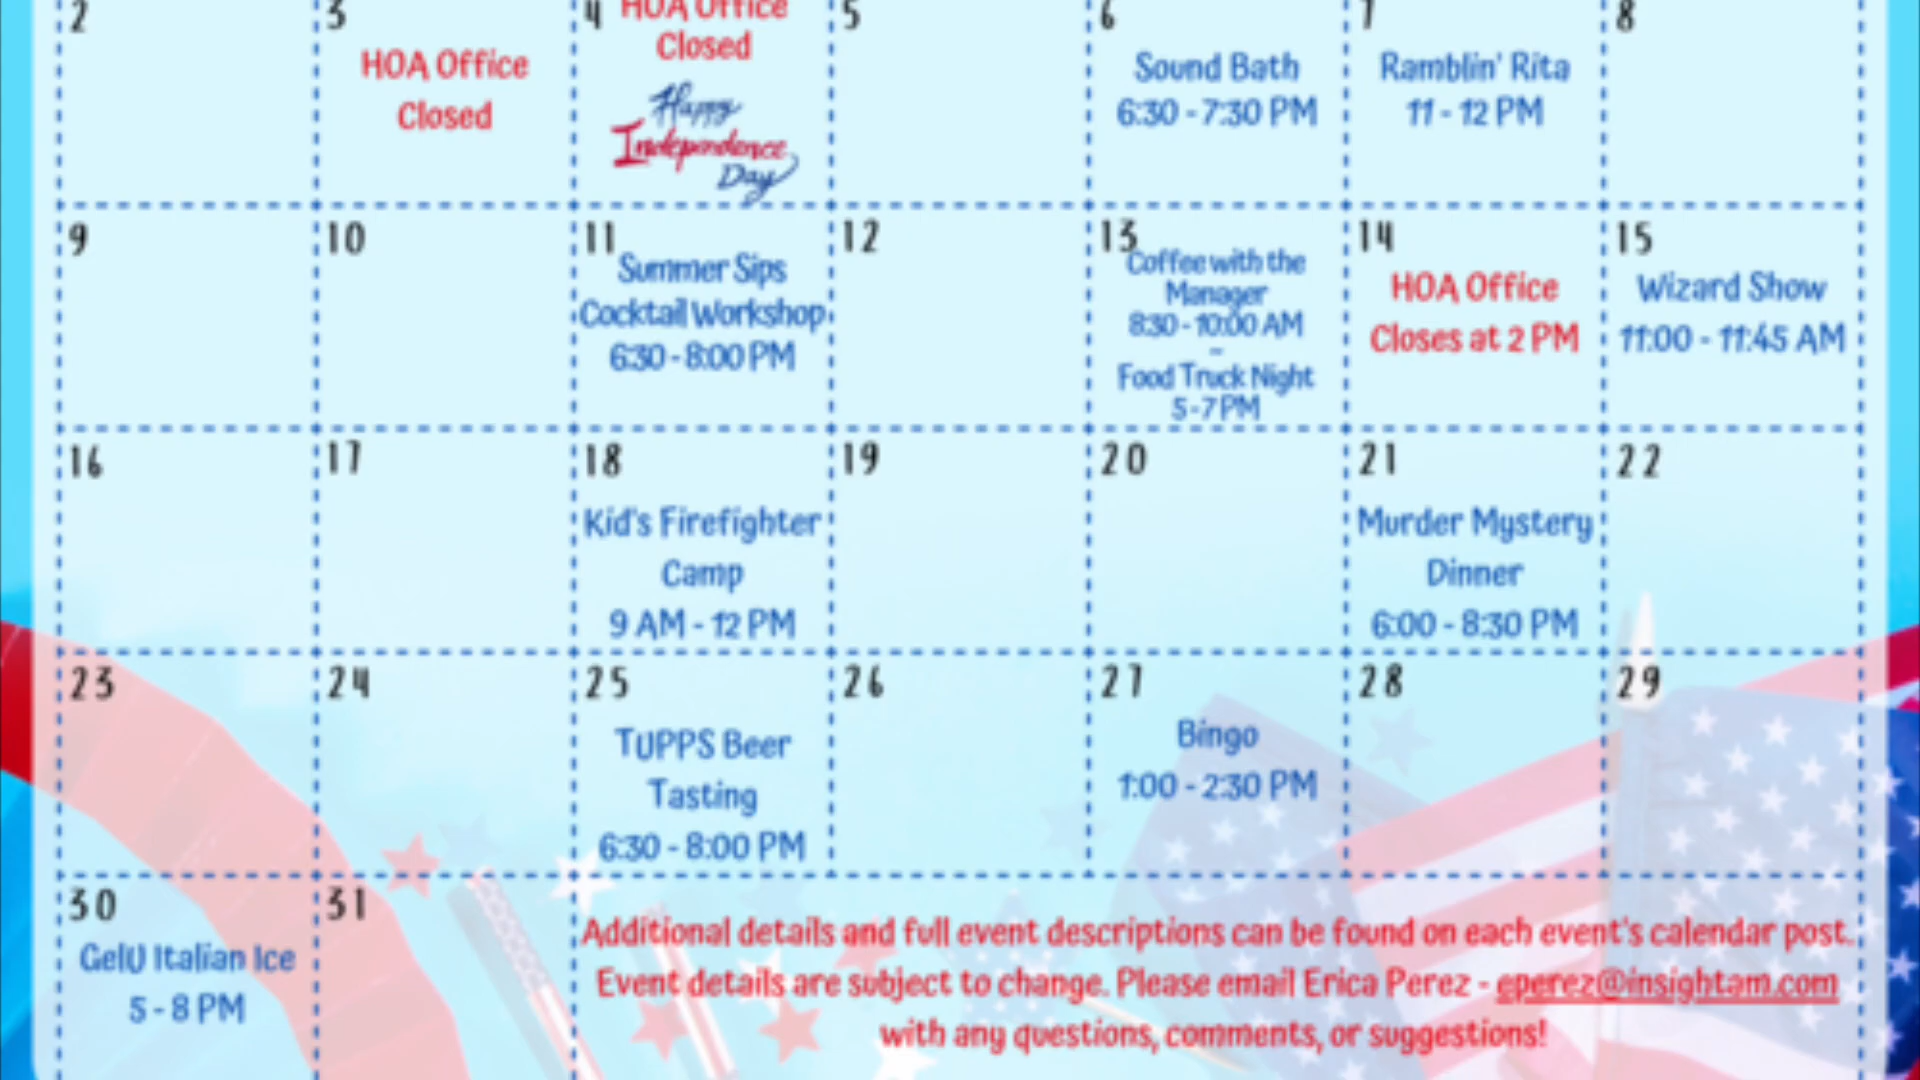 2
3
HOA Office
Closed
4
HOA Office
Closed
Happy
Independence
Day
5
6
Sound Bath
6:30 - 7:30 PM
7
Ramblin' Rita
11 - 12 PM
8
9
10
11
Summer Sips
Cocktail Workshop
6:30 - 8:00 PM
12
13
Coffee with the
Manager
8:30 - 10:00 AM
-
Food Truck Night
5 - 7 PM
14
HOA Office
Closes at 2 PM
15
Wizard Show
11:00 - 11:45 AM
16
17
18
Kid's Firefighter
Camp
9 AM - 12 PM
19
20
21
Murder Mystery
Dinner
6:00 - 8:30 PM
22
23
24
25
TUPPS Beer
Tasting
6:30 - 8:00 PM
26
27
Bingo
1:00 - 2:30 PM
28
29
30
GelU Italian Ice
5 - 8 PM
31
Additional details and full event descriptions can be found on each event's calendar post.
Event details are subject to change. Please email Erica Perez - eperez@insightam.com
with any questions, comments, or suggestions!